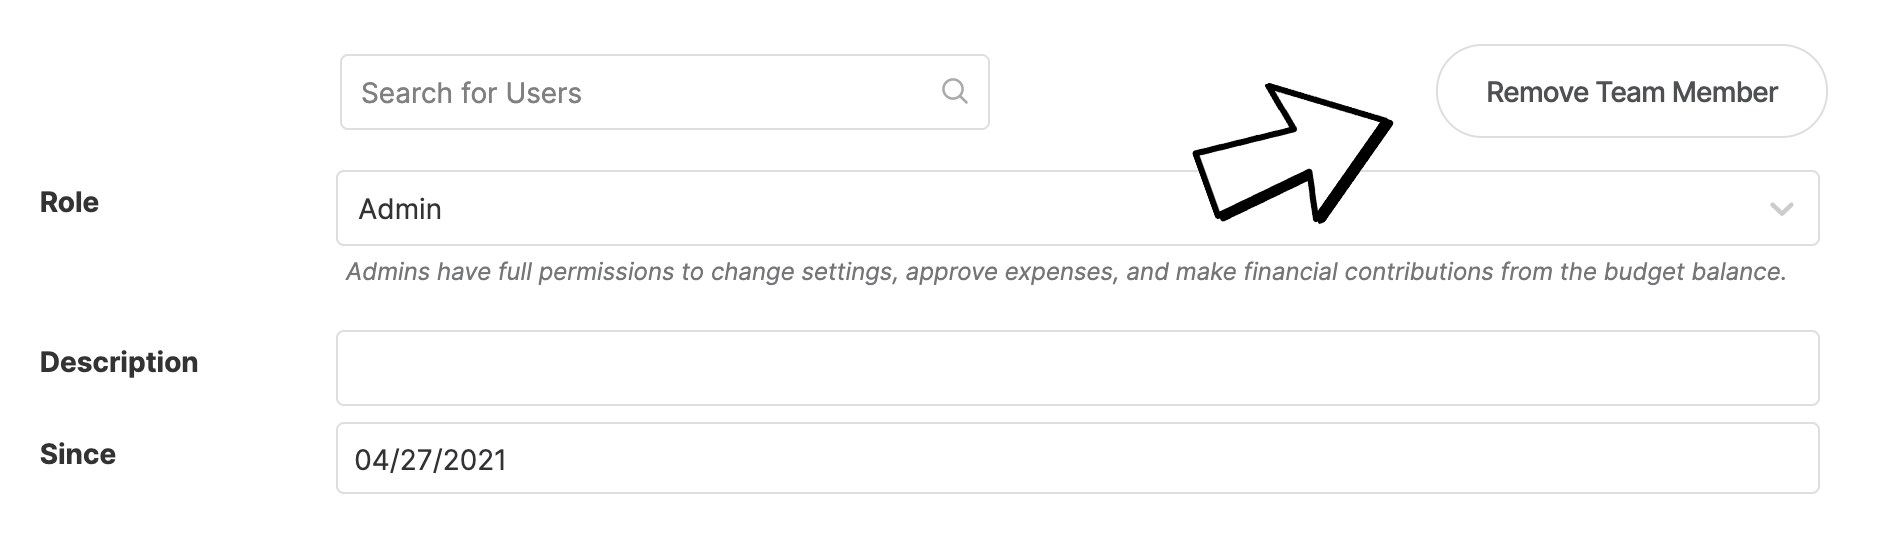 Search for Users
Remove Team Member
Role
Admin
Admins have full permissions to change settings, approve expenses, and make financial contributions from the budget balance.
Description
Since
04/27/2021